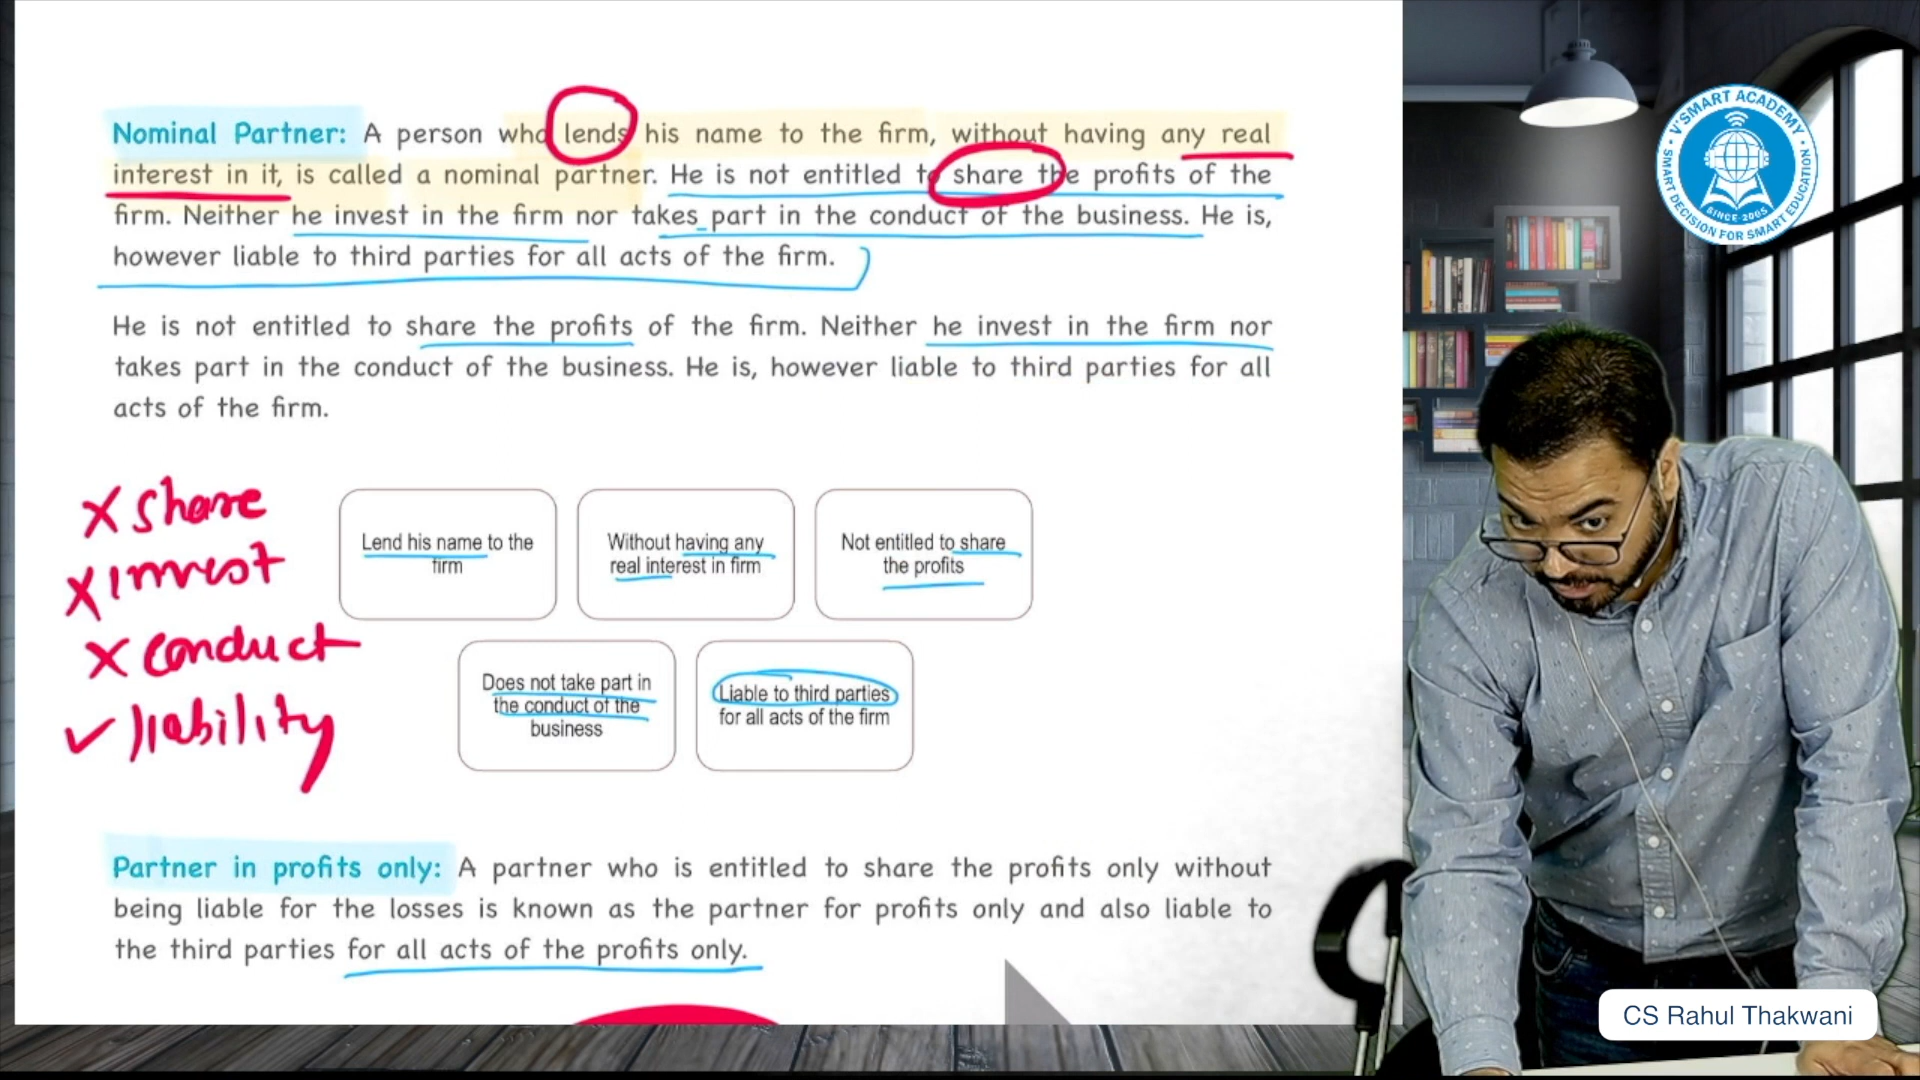 Nominal Partner: A person who lends his name to the firm, without having any real
interest in it, is called a nominal partner. He is not entitled to share the profits of the
firm. Neither he invest in the firm nor takes part in the conduct of the business. He is,
however liable to third parties for all acts of the firm.
He is not entitled to share the profits of the firm. Neither he invest in the firm nor
takes part in the conduct of the business. He is, however liable to third parties for all
acts of the firm.
X share
X invest
X conduct
✓ liability
Lend his name to the
firm
Without having any
real interest in firm
Not entitled to share
the profits
Does not take part in
the conduct of the
business
Liable to third parties
for all acts of the firm
Partner in profits only: A partner who is entitled to share the profits only without
being liable for the losses is known as the partner for profits only and also liable to
the third parties for all acts of the profits only.
V'SMART ACADEMY
SINCE-2005
SMART DECISION FOR SMART EDUCATION
CS Rahul Thakwani